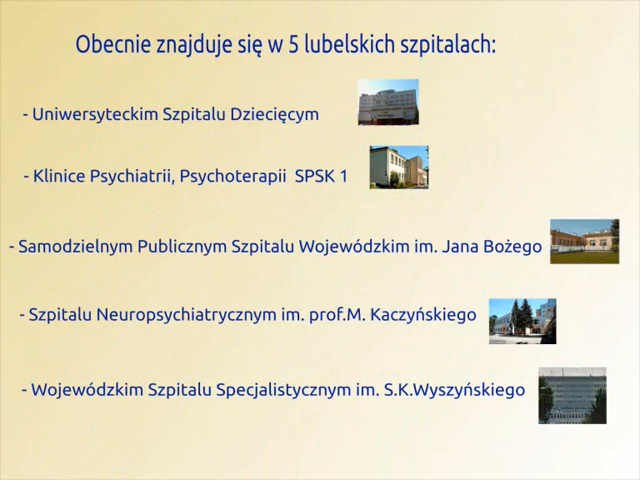 Obecnie znajduje się w 5 lubelskich szpitalach:
- Uniwersyteckim Szpitalu Dziecięcym
- Klinice Psychiatrii, Psychoterapii SPSK 1
- Samodzielnym Publicznym Szpitalu Wojewódzkim im. Jana Bożego
- Szpitalu Neuropsychiatrycznym im. prof.M. Kaczyńskiego
- Wojewódzkim Szpitalu Specjalistycznym im. S.K.Wyszyńskiego